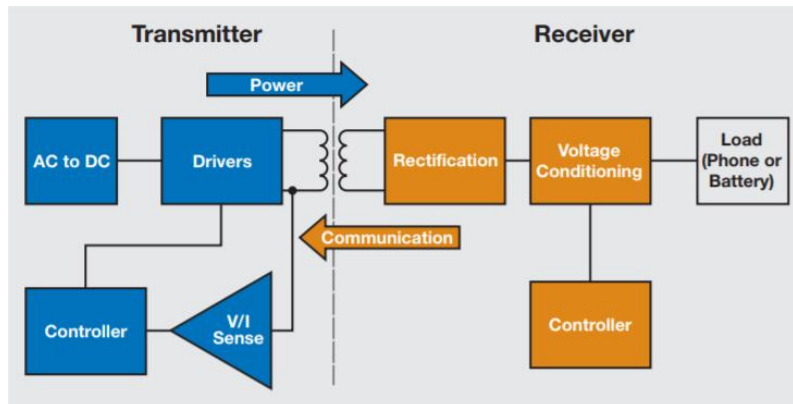 Transmitter
Receiver
Power
AC to DC
Drivers
Rectification
Voltage
Conditioning
Load
(Phone or
Battery)
Communication
Controller
V/I
Sense
Controller